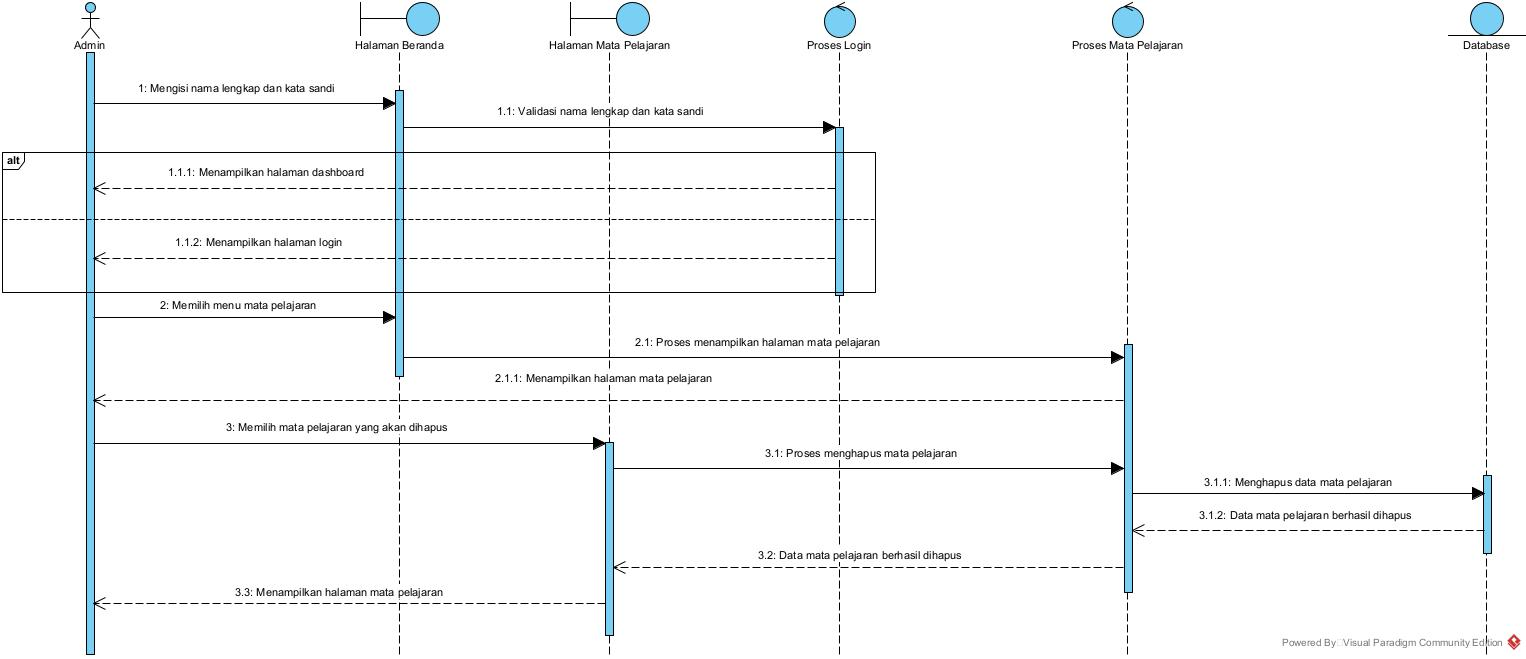 Admin
Halaman Beranda
Halaman Mata Pelajaran
Proses Login
Proses Mata Pelajaran
Database
1: Mengisi nama lengkap dan kata sandi
1.1: Validasi nama lengkap dan kata sandi
alt
1.1.1: Menampilkan halaman dashboard
1.1.2: Menampilkan halaman login
2: Memilih menu mata pelajaran
2.1: Proses menampilkan halaman mata pelajaran
2.1.1: Menampilkan halaman mata pelajaran
3: Memilih mata pelajaran yang akan dihapus
3.1: Proses menghapus mata pelajaran
3.1.1: Menghapus data mata pelajaran
3.1.2: Data mata pelajaran berhasil dihapus
3.2: Data mata pelajaran berhasil dihapus
3.3: Menampilkan halaman mata pelajaran
Powered By Visual Paradigm Community Edition